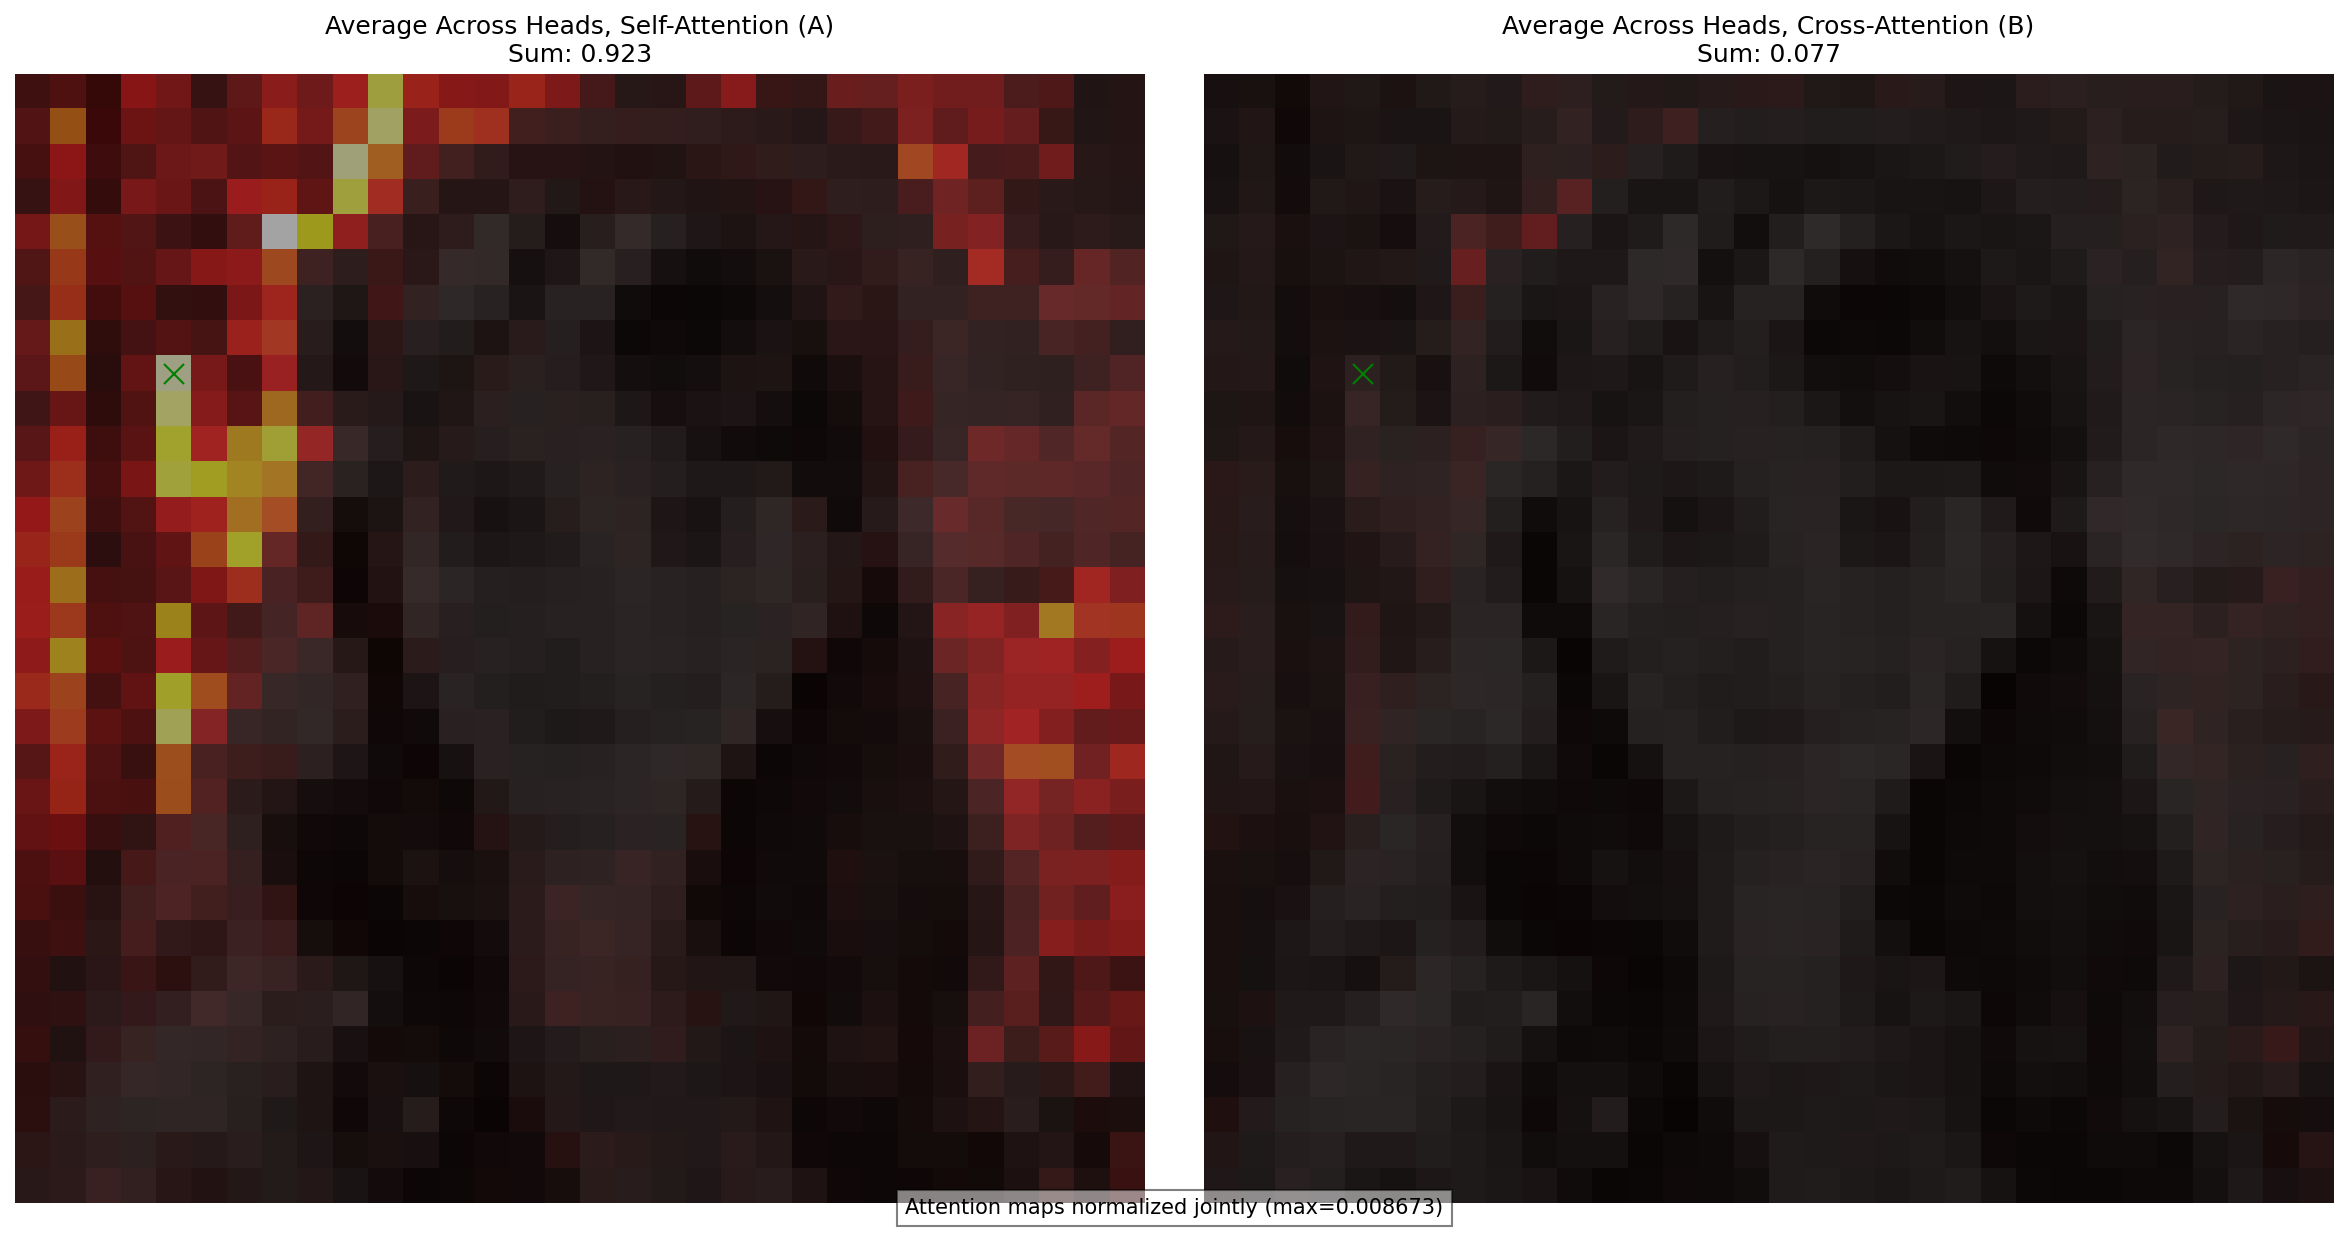 Average Across Heads, Self-Attention (A)
Sum: 0.923
Average Across Heads, Cross-Attention (B)
Sum: 0.077
Attention maps normalized jointly (max=0.008673)